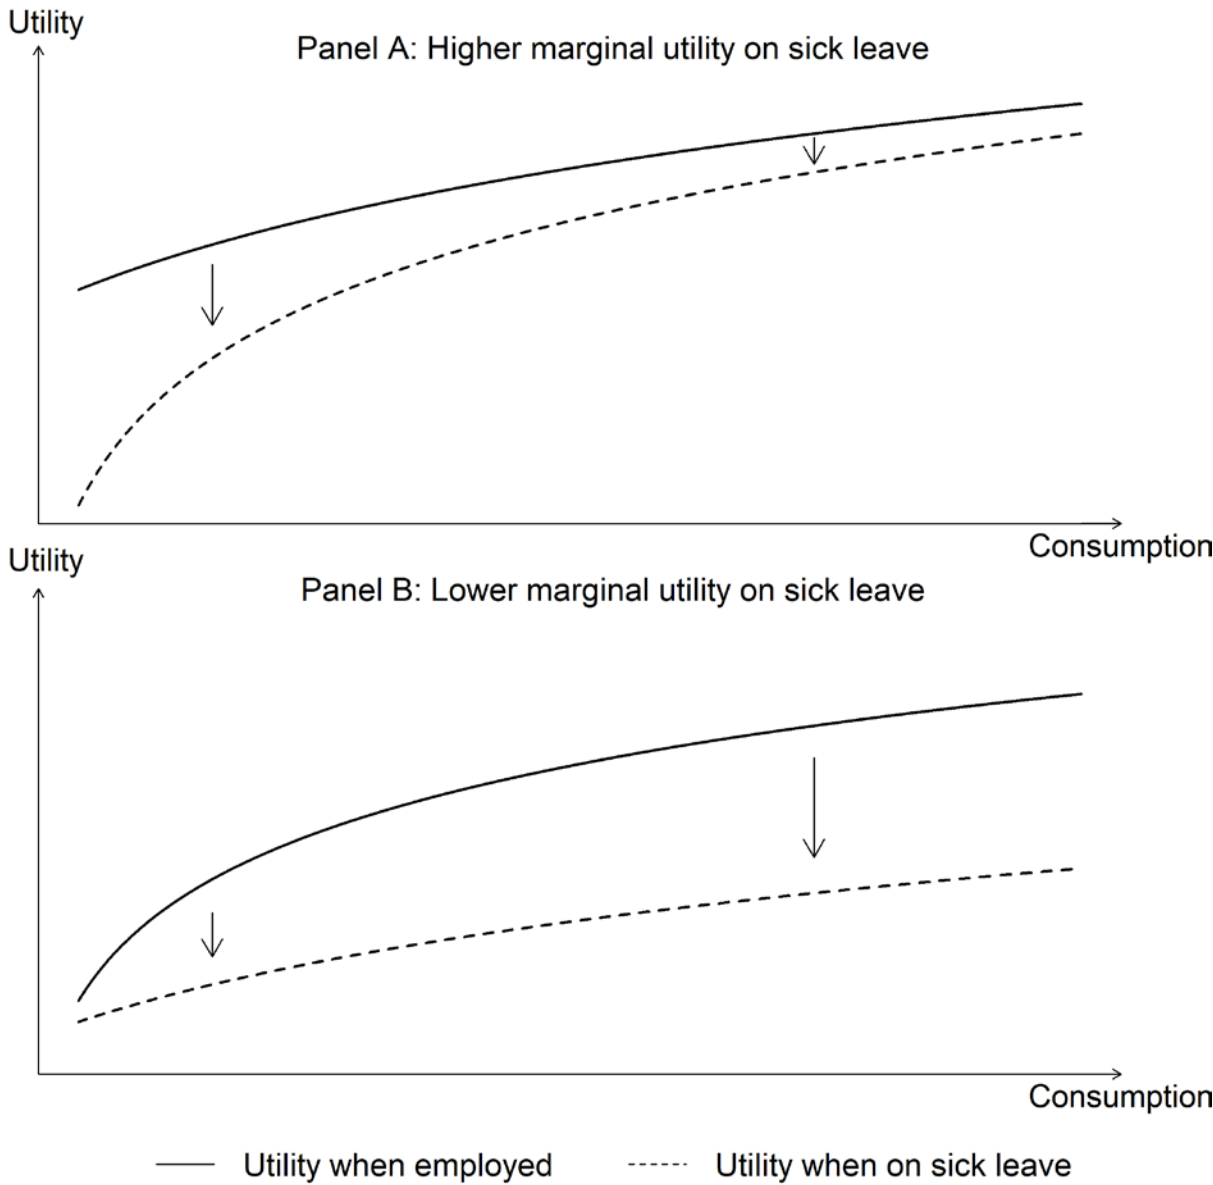 Utility
Panel A: Higher marginal utility on sick leave
Consumption
Utility
Panel B: Lower marginal utility on sick leave
Consumption
Utility when employed
Utility when on sick leave